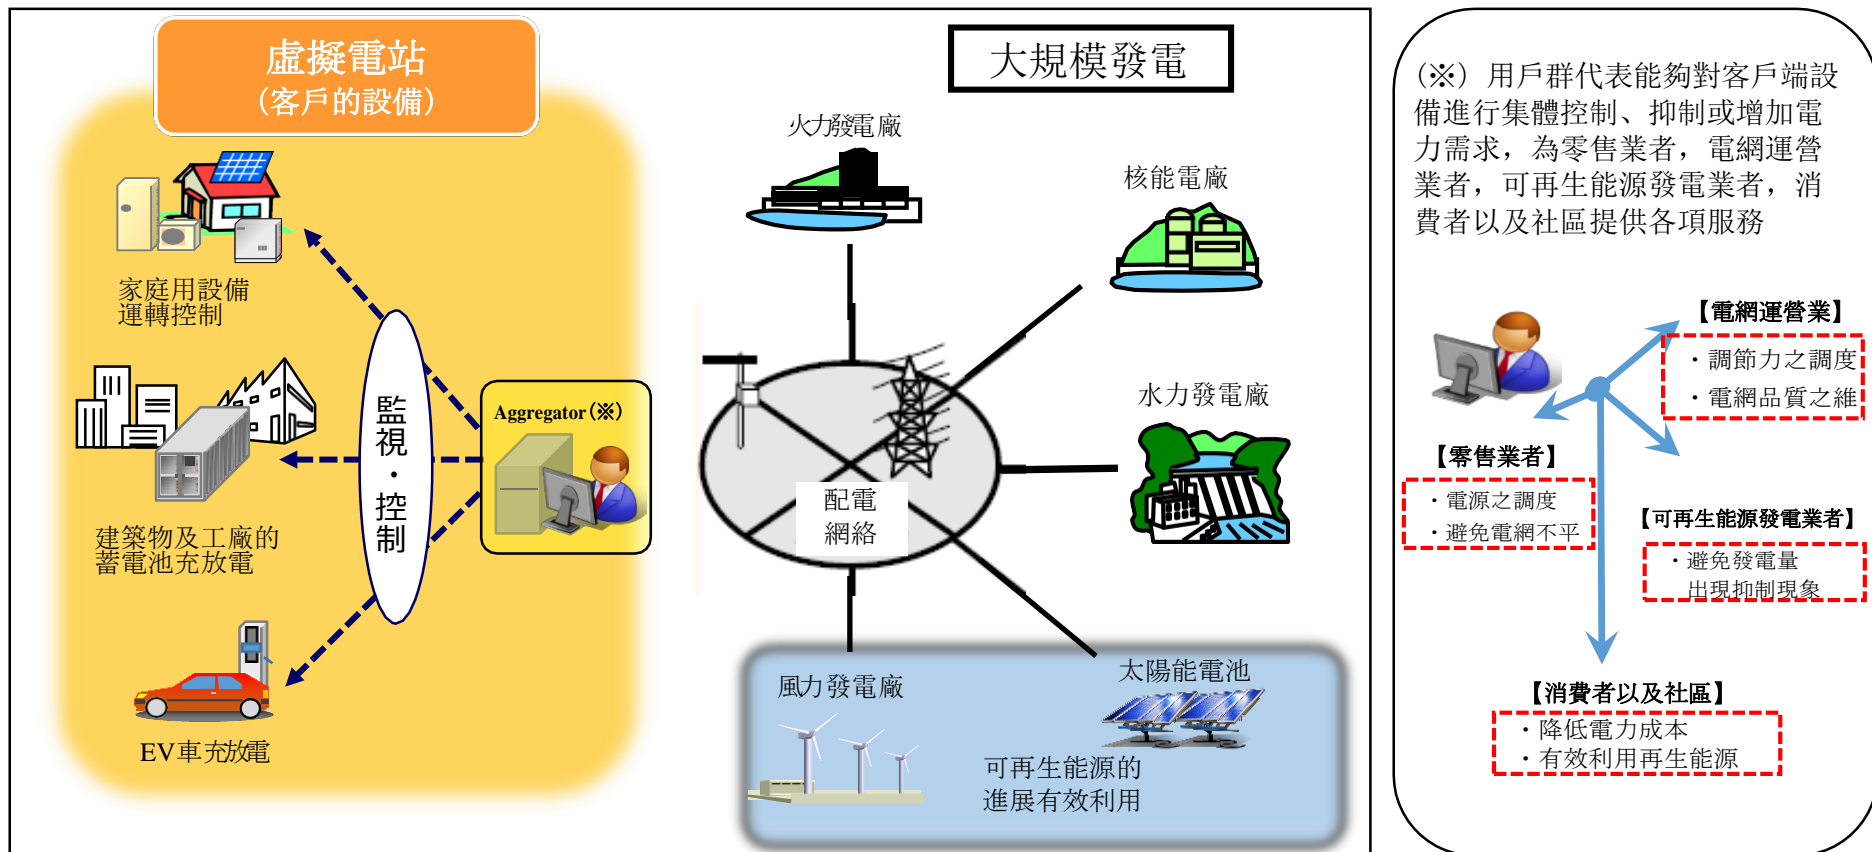 虛擬電站
(客戶的設備)
家庭用設備
運轉控制
建築物及工廠的
蓄電池充放電
EV車充放電
監視・控制
Aggregator(※)
大規模發電
火力發電廠
核能電廠
水力發電廠
配電
網絡
風力發電廠
太陽能電池
可再生能源的
進展有效利用
(※) 用戶群代表能夠對客戶端設
備進行集體控制、抑制或增加電
力需求，為零售業者，電網運營
業者，可再生能源發電業者，消
費者以及社區提供各項服務
【電網運營業】
・調節力之調度
・電網品質之維
【零售業者】
・電源之調度
・避免電網不平
【可再生能源發電業者】
・避免發電量
出現抑制現象
【消費者以及社區】
・降低電力成本
・有效利用再生能源